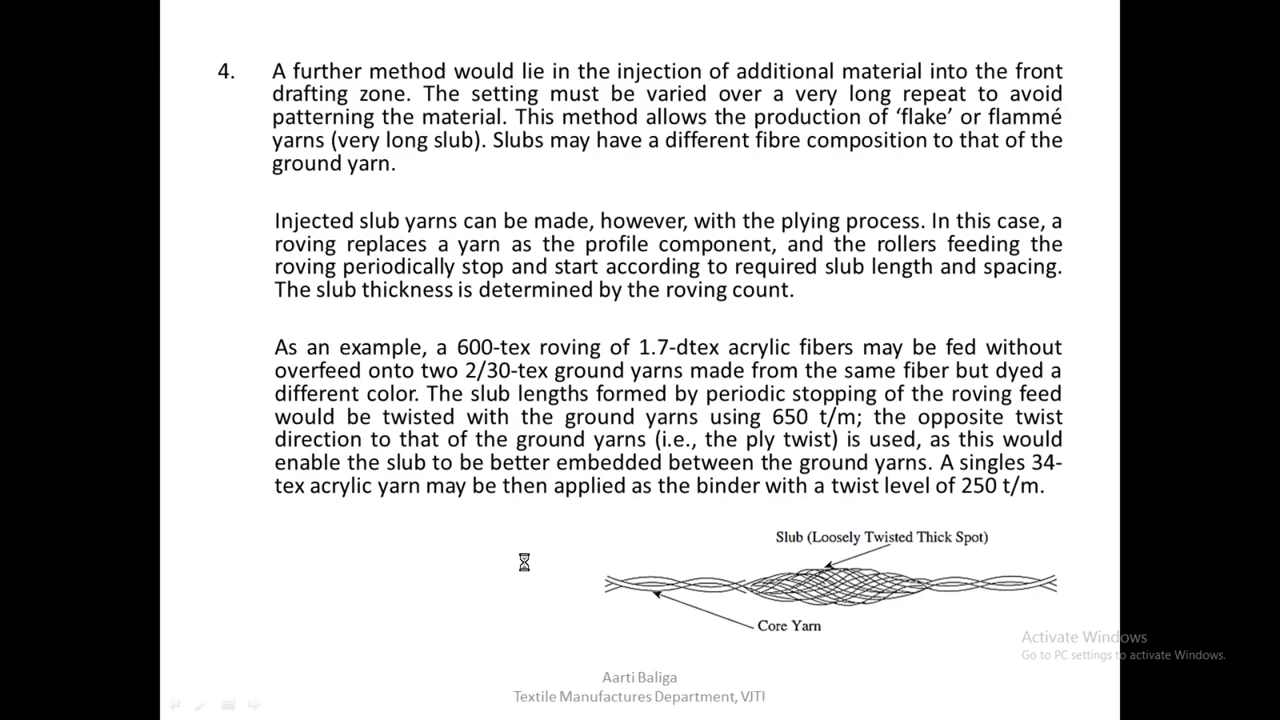 4. A further method would lie in the injection of additional material into the front
drafting zone. The setting must be varied over a very long repeat to avoid
patterning the material. This method allows the production of ‘flake’ or flammé
yarns (very long slub). Slubs may have a different fibre composition to that of the
ground yarn.
Injected slub yarns can be made, however, with the plying process. In this case, a
roving replaces a yarn as the profile component, and the rollers feeding the
roving periodically stop and start according to required slub length and spacing.
The slub thickness is determined by the roving count.
As an example, a 600-tex roving of 1.7-dtex acrylic fibers may be fed without
overfeed onto two 2/30-tex ground yarns made from the same fiber but dyed a
different color. The slub lengths formed by periodic stopping of the roving feed
would be twisted with the ground yarns using 650 t/m; the opposite twist
direction to that of the ground yarns (i.e., the ply twist) is used, as this would
enable the slub to be better embedded between the ground yarns. A singles 34-
tex acrylic yarn may be then applied as the binder with a twist level of 250 t/m.
Slub (Loosely Twisted Thick Spot)
Core Yarn
Activate Windows
Go to PC settings to activate Windows.
Aarti Baliga
Textile Manufactures Department, VJTI